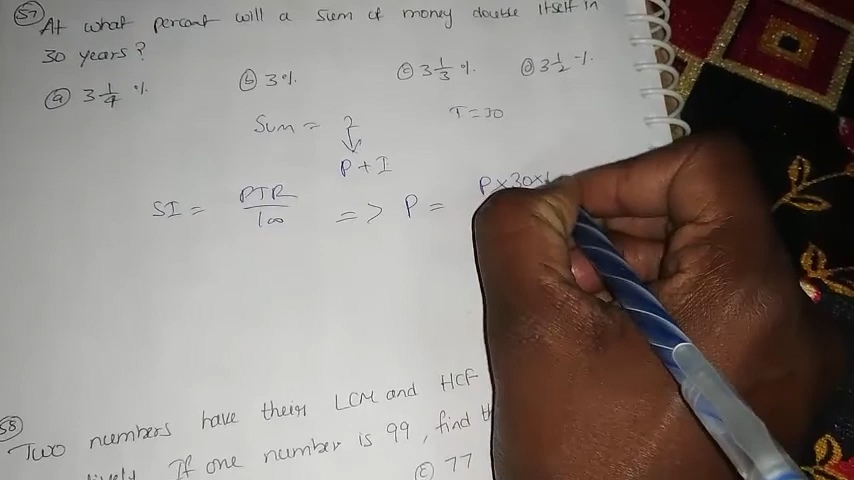 57 At what percent will a sum of money double itself in
30 years?
a 3 1/4 % b 3% c 3 1/3 % d 3 1/2 %
Sum = 2 T=30
P + I
SI = PTR/100 => P = P×30×
58 Two numbers have their LCM and HCF
If one number is 99, find
c 77